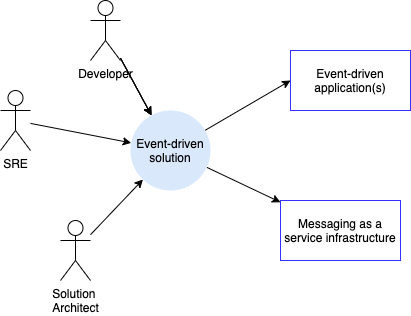 Developer
Event-driven
application(s)
SRE
Event-driven
solution
Messaging as a
service infrastructure
Solution
Architect